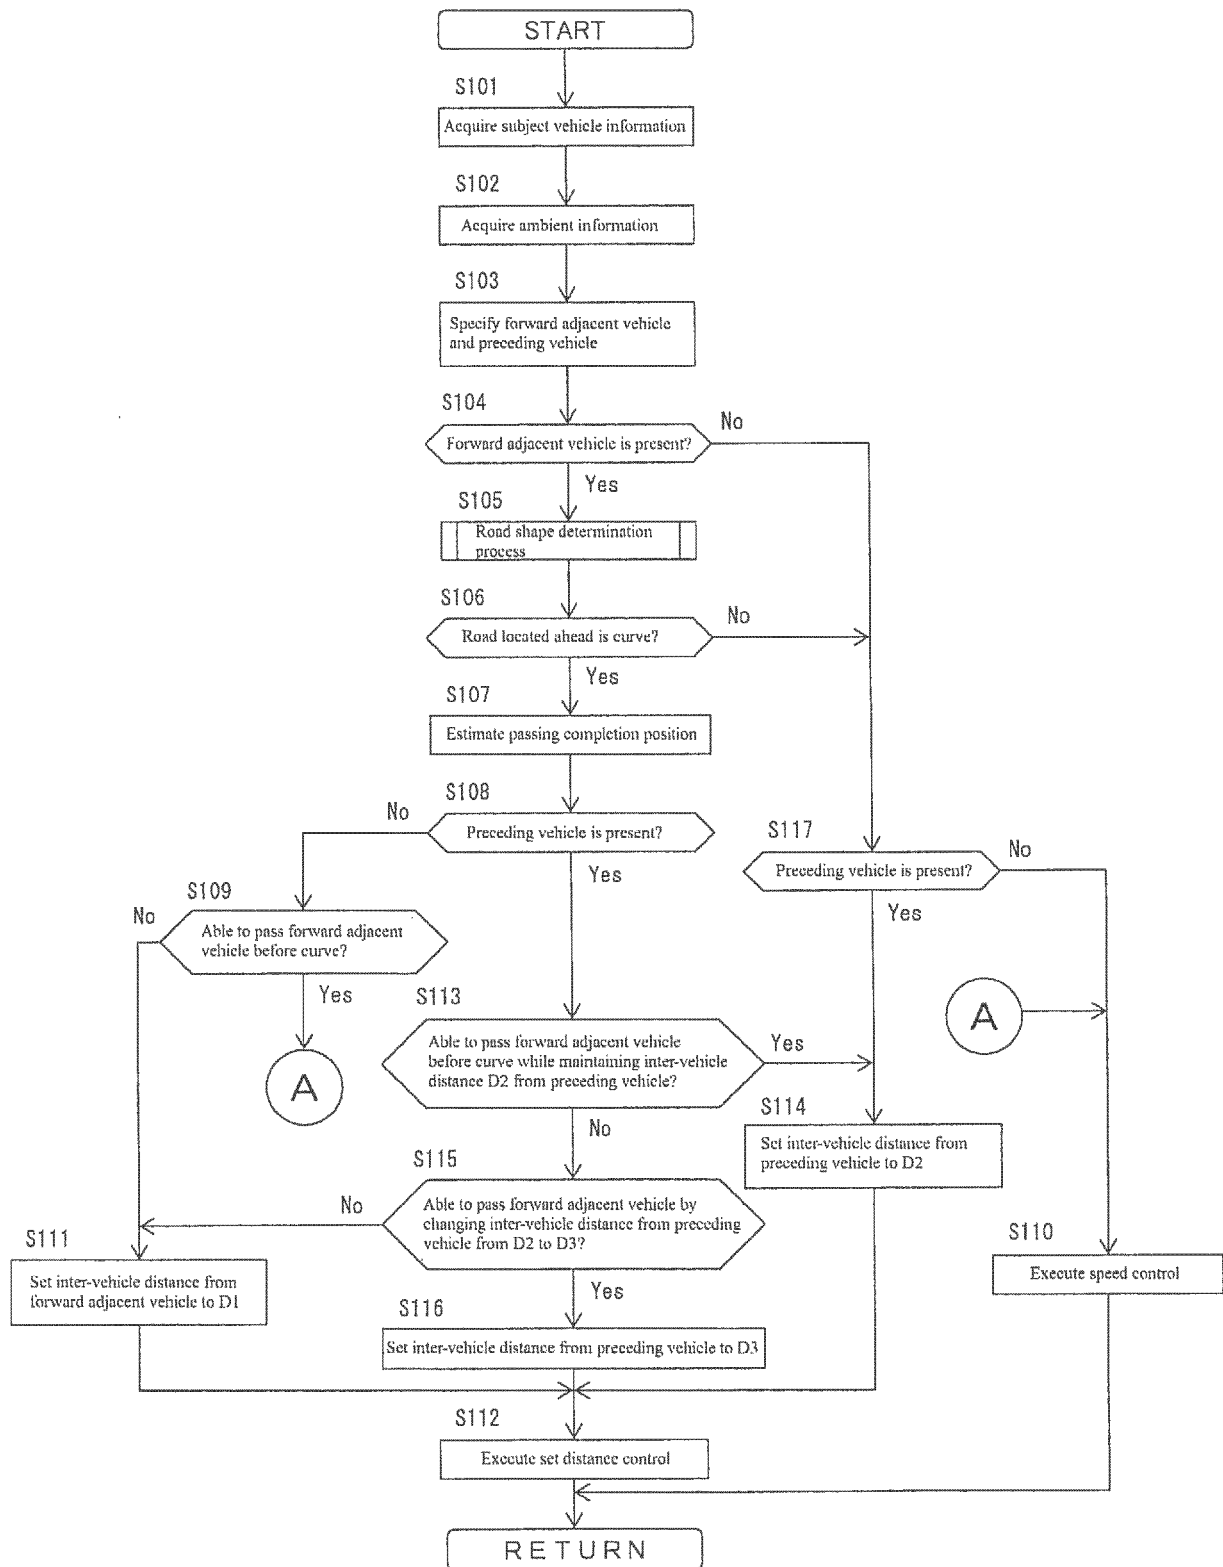 START
S101
Acquire subject vehicle information
S102
Acquire ambient information
S103
Specify forward adjacent vehicle
and preceding vehicle
S104
Forward adjacent vehicle is present?
No
Yes
S105
Road shape determination
process
S106
Road located ahead is curve?
No
Yes
S107
Estimate passing completion position
S108
Preceding vehicle is present?
No
Yes
S117
Preceding vehicle is present?
No
Yes
S109
Able to pass forward adjacent
vehicle before curve?
No
Yes
A
S113
Able to pass forward adjacent vehicle
before curve while maintaining inter-vehicle
distance D2 from preceding vehicle?
Yes
No
A
S114
Set inter-vehicle distance from
preceding vehicle to D2
S115
Able to pass forward adjacent vehicle by
changing inter-vehicle distance from preceding
vehicle from D2 to D3?
No
Yes
S111
Set inter-vehicle distance from
forward adjacent vehicle to D1
S110
Execute speed control
S116
Set inter-vehicle distance from preceding vehicle to D3
S112
Execute set distance control
RETURN